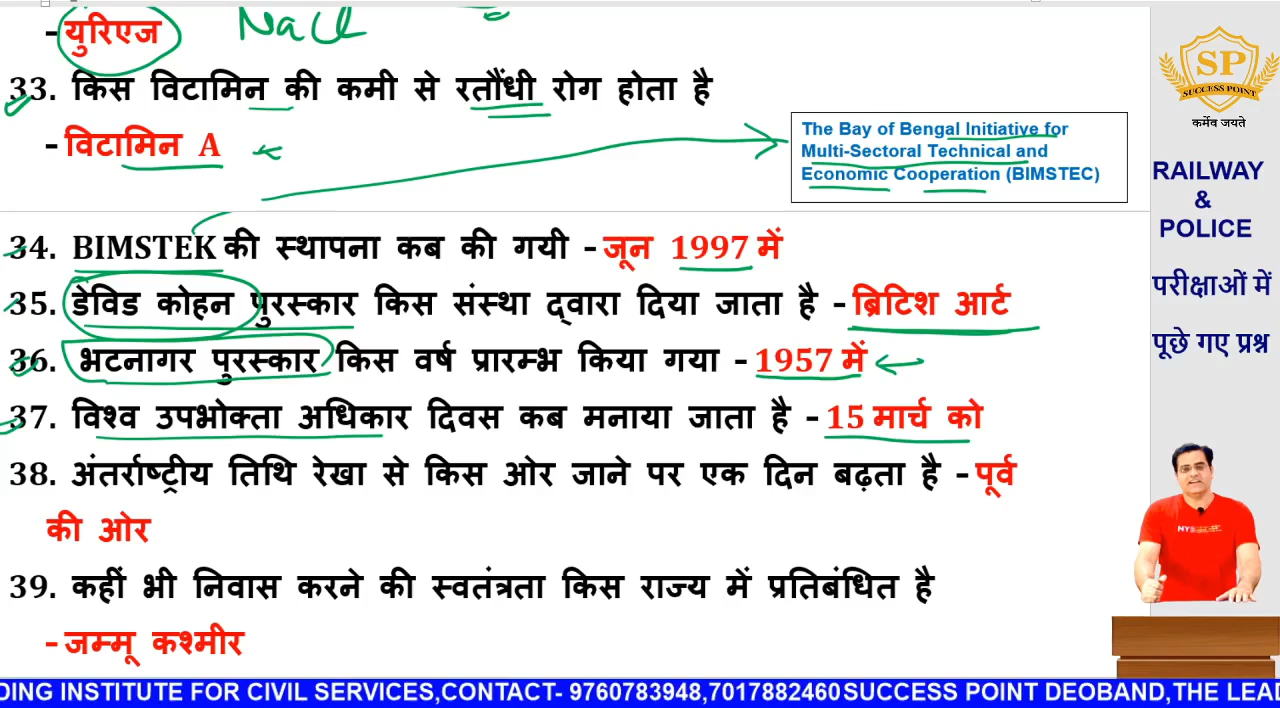 - युरिएज NaCl
33. किस विटामिन की कमी से रतौंधी रोग होता है
- विटामिन A
The Bay of Bengal Initiative for
Multi-Sectoral Technical and
Economic Cooperation (BIMSTEC)
34. BIMSTEK की स्थापना कब की गयी - जून 1997 में
35. डेविड कोहन पुरस्कार किस संस्था द्वारा दिया जाता है - ब्रिटिश आर्ट
36. भटनागर पुरस्कार किस वर्ष प्रारम्भ किया गया - 1957 में
37. विश्व उपभोक्ता अधिकार दिवस कब मनाया जाता है - 15 मार्च को
38. अंतर्राष्ट्रीय तिथि रेखा से किस ओर जाने पर एक दिन बढ़ता है - पूर्व
की ओर
39. कहीं भी निवास करने की स्वतंत्रता किस राज्य में प्रतिबंधित है
- जम्मू कश्मीर
SP
SUCCESS POINT
कर्मेव जयते
RAILWAY
&
POLICE
परीक्षाओं में
पूछे गए प्रश्न
DING INSTITUTE FOR CIVIL SERVICES,CONTACT- 9760783948,7017882460 SUCCESS POINT DEOBAND,THE LEA